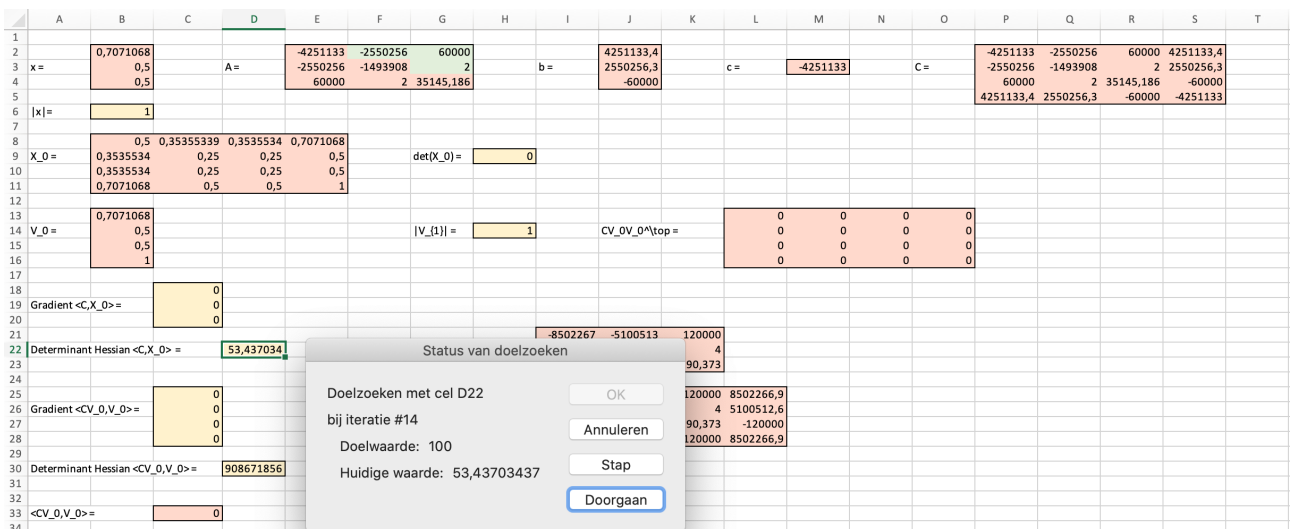 A B C D E F G H I J K L M N O P Q R S T
1
2 0,7071068 -4251133 -2550256 60000 4251133,4 -4251133 -2550256 60000 4251133,4
3 x = 0,5 A = -2550256 -1493908 2 b = 2550256,3 c = -4251133 C = -2550256 -1493908 2 2550256,3
4 0,5 60000 2 35145,186 -60000 60000 2 35145,186 -60000
5 4251133,4 2550256,3 -60000 -4251133
6 |x|= 1
7
8 0,5 0,35355339 0,3535534 0,7071068
9 X_0 = 0,3535534 0,25 0,25 0,5 det(X_0) = 0
10 0,3535534 0,25 0,25 0,5
11 0,7071068 0,5 0,5 1
12
13 0,7071068 0 0 0 0
14 V_0 = 0,5 |V_{1}| = 1 CV_0V_0^\top = 0 0 0 0
15 0,5 0 0 0 0
16 1 0 0 0 0
17
18 0
19 Gradient <C,X_0> = 0
20 0
21 -8502267 -5100513 120000
22 Determinant Hessian <C,X_0> = 53,437034 4
23 90,373
24
25 0 120000 8502266,9
26 Gradient <CV_0,V_0>= 0 4 5100512,6
27 0 90,373 -120000
28 0 120000 8502266,9
29
30 Determinant Hessian <CV_0,V_0>= 908671856
31
32
33 <CV_0,V_0>= 0
34
Status van doelzoeken
Doelzoeken met cel D22
bij iteratie #14
Doelwaarde: 100
Huidige waarde: 53,43703437
OK
Annuleren
Stap
Doorgaan